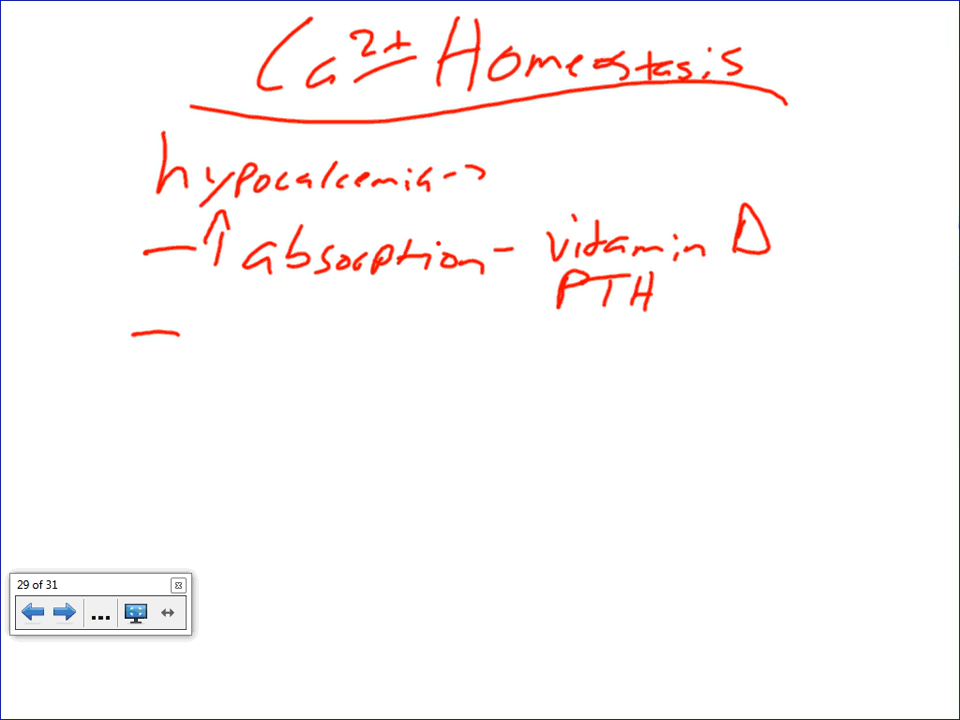 Ca²⁺ Homeostasis
hypocalcemia->
— ↑ absorption – vitamin D
PTH
—
29 of 31
...